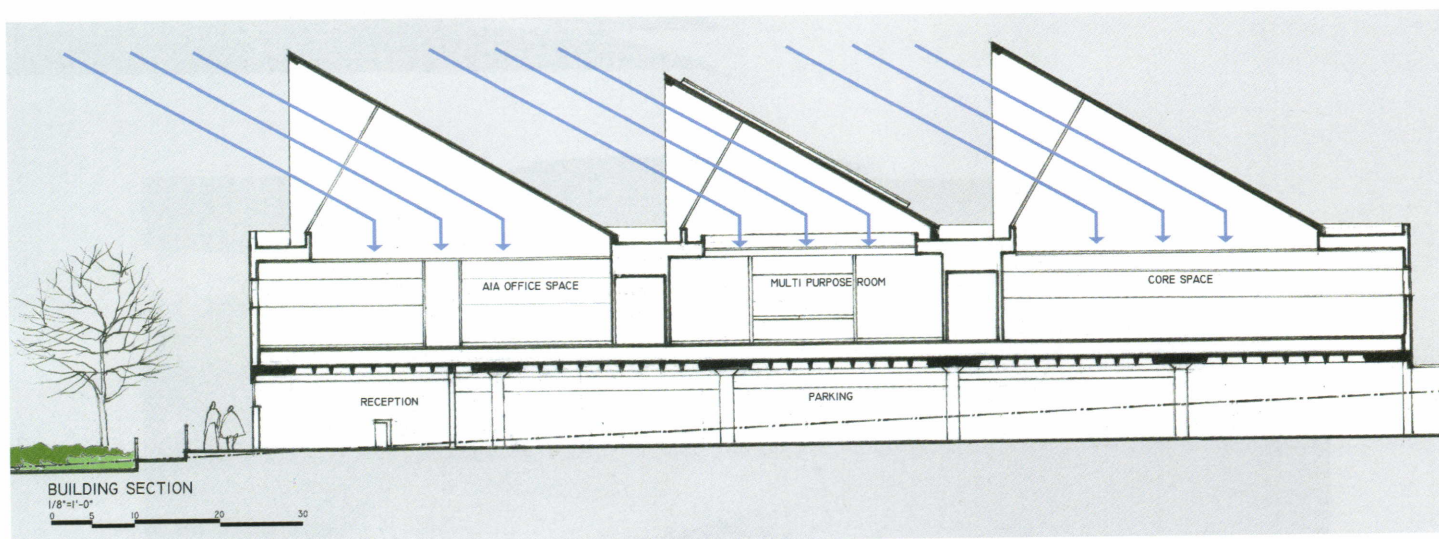 AIA OFFICE SPACE
MULTI PURPOSE ROOM
CORE SPACE
RECEPTION
PARKING
BUILDING SECTION
1/8"=1'-0"
0 5 10 20 30